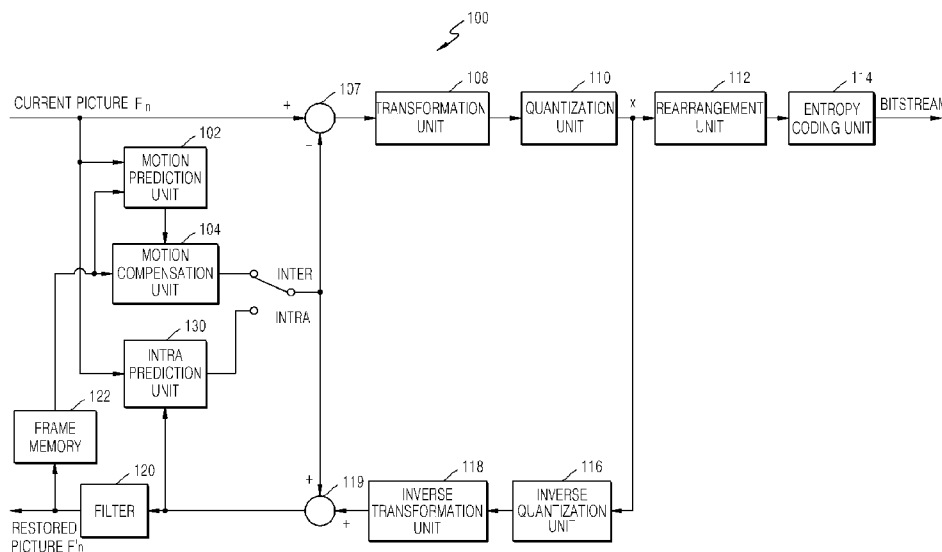 100
CURRENT PICTURE Fn
+
107
−
108
TRANSFORMATION
UNIT
110
QUANTIZATION
UNIT
X
112
REARRANGEMENT
UNIT
114
ENTROPY
CODING UNIT
BITSTREAM
102
MOTION
PREDICTION
UNIT
104
MOTION
COMPENSATION
UNIT
INTER
INTRA
130
INTRA
PREDICTION
UNIT
122
FRAME
MEMORY
120
FILTER
RESTORED
PICTURE F'n
+
119
+
118
INVERSE
TRANSFORMATION
UNIT
116
INVERSE
QUANTIZATION
UNIT